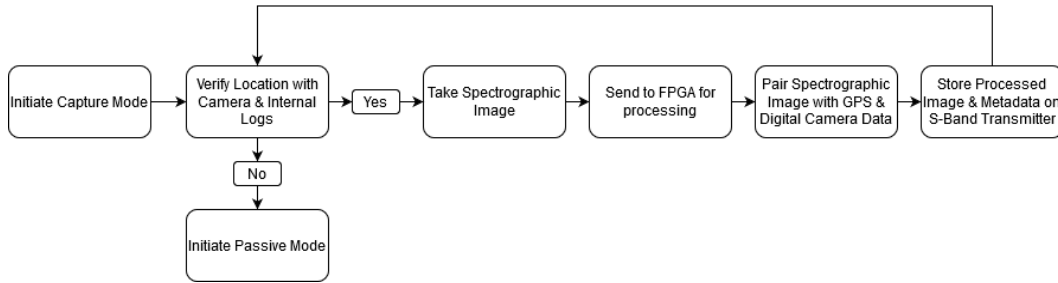 Initiate Capture Mode
Verify Location with
Camera & Internal
Logs
Yes
Take Spectrographic
Image
Send to FPGA for
processing
Pair Spectrographic
Image with GPS &
Digital Camera Data
Store Processed
Image & Metadata on
S-Band Transmitter
No
Initiate Passive Mode